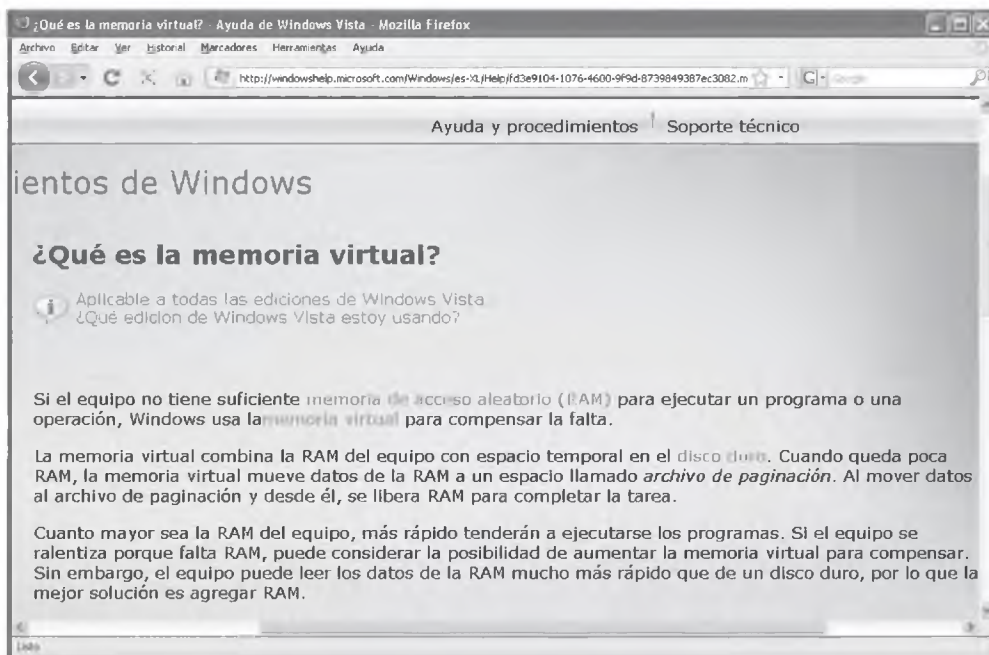 ¿Qué es la memoria virtual? - Ayuda de Windows Vista - Mozilla Firefox
Archivo Editar Ver Historial Marcadores Herramientas Ayuda
http://windowshelp.microsoft.com/Windows/es-XL/Help/fd3e9104-1076-4600-9f9d-8739849387ec3082.m
G Google
Ayuda y procedimientos | Soporte técnico
ientos de Windows
¿Qué es la memoria virtual?
Aplicable a todas las ediciones de Windows Vista
¿Qué edicion de Windows Vista estoy usando?
Si el equipo no tiene suficiente memoria de acceso aleatorio (RAM) para ejecutar un programa o una
operación, Windows usa la memoria virtual para compensar la falta.
La memoria virtual combina la RAM del equipo con espacio temporal en el disco duro. Cuando queda poca
RAM, la memoria virtual mueve datos de la RAM a un espacio llamado archivo de paginación. Al mover datos
al archivo de paginación y desde él, se libera RAM para completar la tarea.
Cuanto mayor sea la RAM del equipo, más rápido tenderán a ejecutarse los programas. Si el equipo se
ralentiza porque falta RAM, puede considerar la posibilidad de aumentar la memoria virtual para compensar.
Sin embargo, el equipo puede leer los datos de la RAM mucho más rápido que de un disco duro, por lo que la
mejor solución es agregar RAM.
Listo